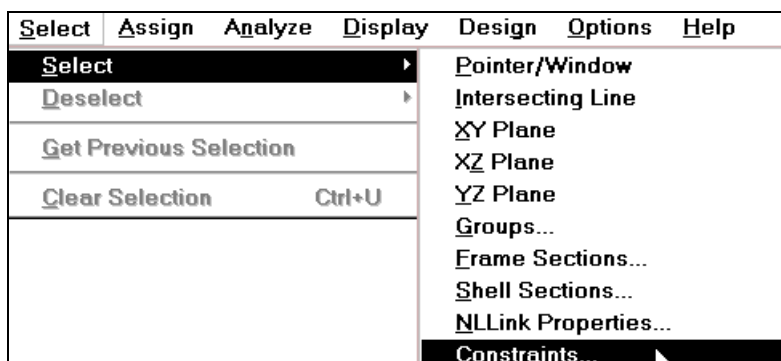 Select Assign Analyze Display Design Options Help
Select
Deselect
Get Previous Selection
Clear Selection Ctrl+U
Pointer/Window
Intersecting Line
XY Plane
XZ Plane
YZ Plane
Groups...
Frame Sections...
Shell Sections...
NLLink Properties...
Constraints...